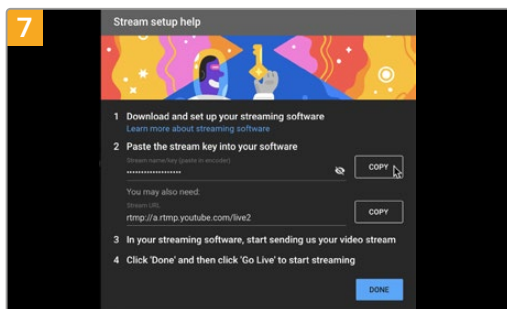 7
Stream setup help
1 Download and set up your streaming software
Learn more about streaming software
2 Paste the stream key into your software
Stream name/key (paste in encoder)
••••••••••••••••••• COPY
You may also need:
Stream URL
rtmp://a.rtmp.youtube.com/live2 COPY
3 In your streaming software, start sending us your video stream
4 Click 'Done' and then click 'Go Live' to start streaming
DONE